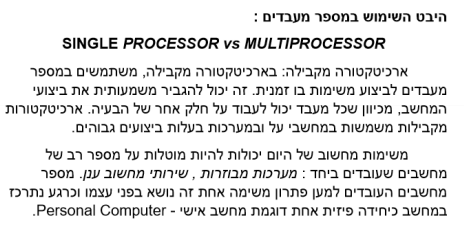 היבט השימוש במספר מעבדים :
SINGLE PROCESSOR vs MULTIPROCESSOR
ארכיטקטורה מקבילה: בארכיטקטורה מקבילה, משתמשים במספר
מעבדים לביצוע משימות בו זמנית. זה יכול להגביר משמעותית את ביצועי
המחשב, מכיוון שכל מעבד יכול לעבוד על חלק אחר של הבעיה. ארכיטקטורות
מקבילות משמשות במחשבי על ובמערכות בעלות ביצועים גבוהים.
משימות מחשוב של היום יכולות להיות מוטלות על מספר רב של
מחשבים שעובדים ביחד : מערכות מבוזרות , שירותי מחשוב ענן. מספר
מחשבים העובדים למען פתרון משימה אחת זה נושא בפני עצמו וכרגע נתרכז
במחשב כיחידה פיזית אחת דוגמת מחשב אישי - Personal Computer.